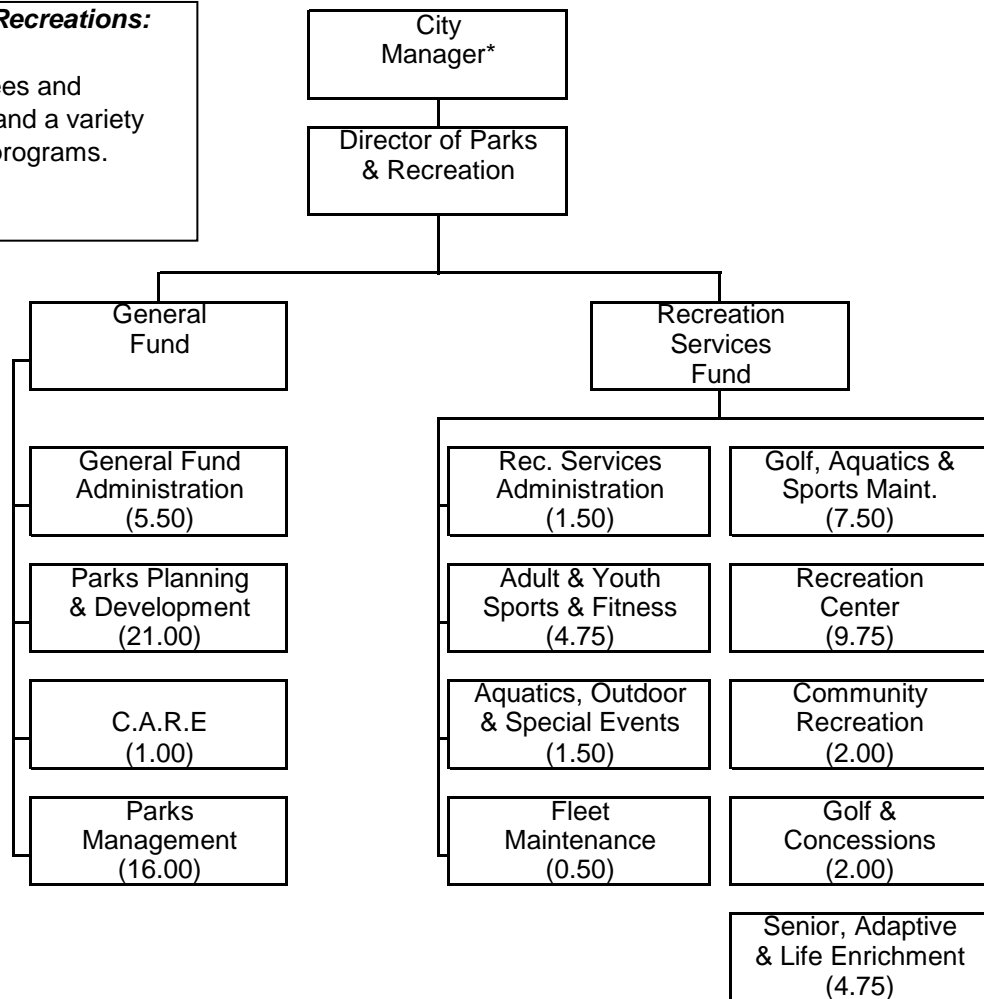 Recreations:
and
and a variety
programs.
City
Manager*
Director of Parks
& Recreation
General
Fund
Recreation
Services
Fund
General Fund
Administration
(5.50)
Parks Planning
& Development
(21.00)
C.A.R.E
(1.00)
Parks
Management
(16.00)
Rec. Services
Administration
(1.50)
Adult & Youth
Sports & Fitness
(4.75)
Aquatics, Outdoor
& Special Events
(1.50)
Fleet
Maintenance
(0.50)
Golf, Aquatics &
Sports Maint.
(7.50)
Recreation
Center
(9.75)
Community
Recreation
(2.00)
Golf &
Concessions
(2.00)
Senior, Adaptive
& Life Enrichment
(4.75)